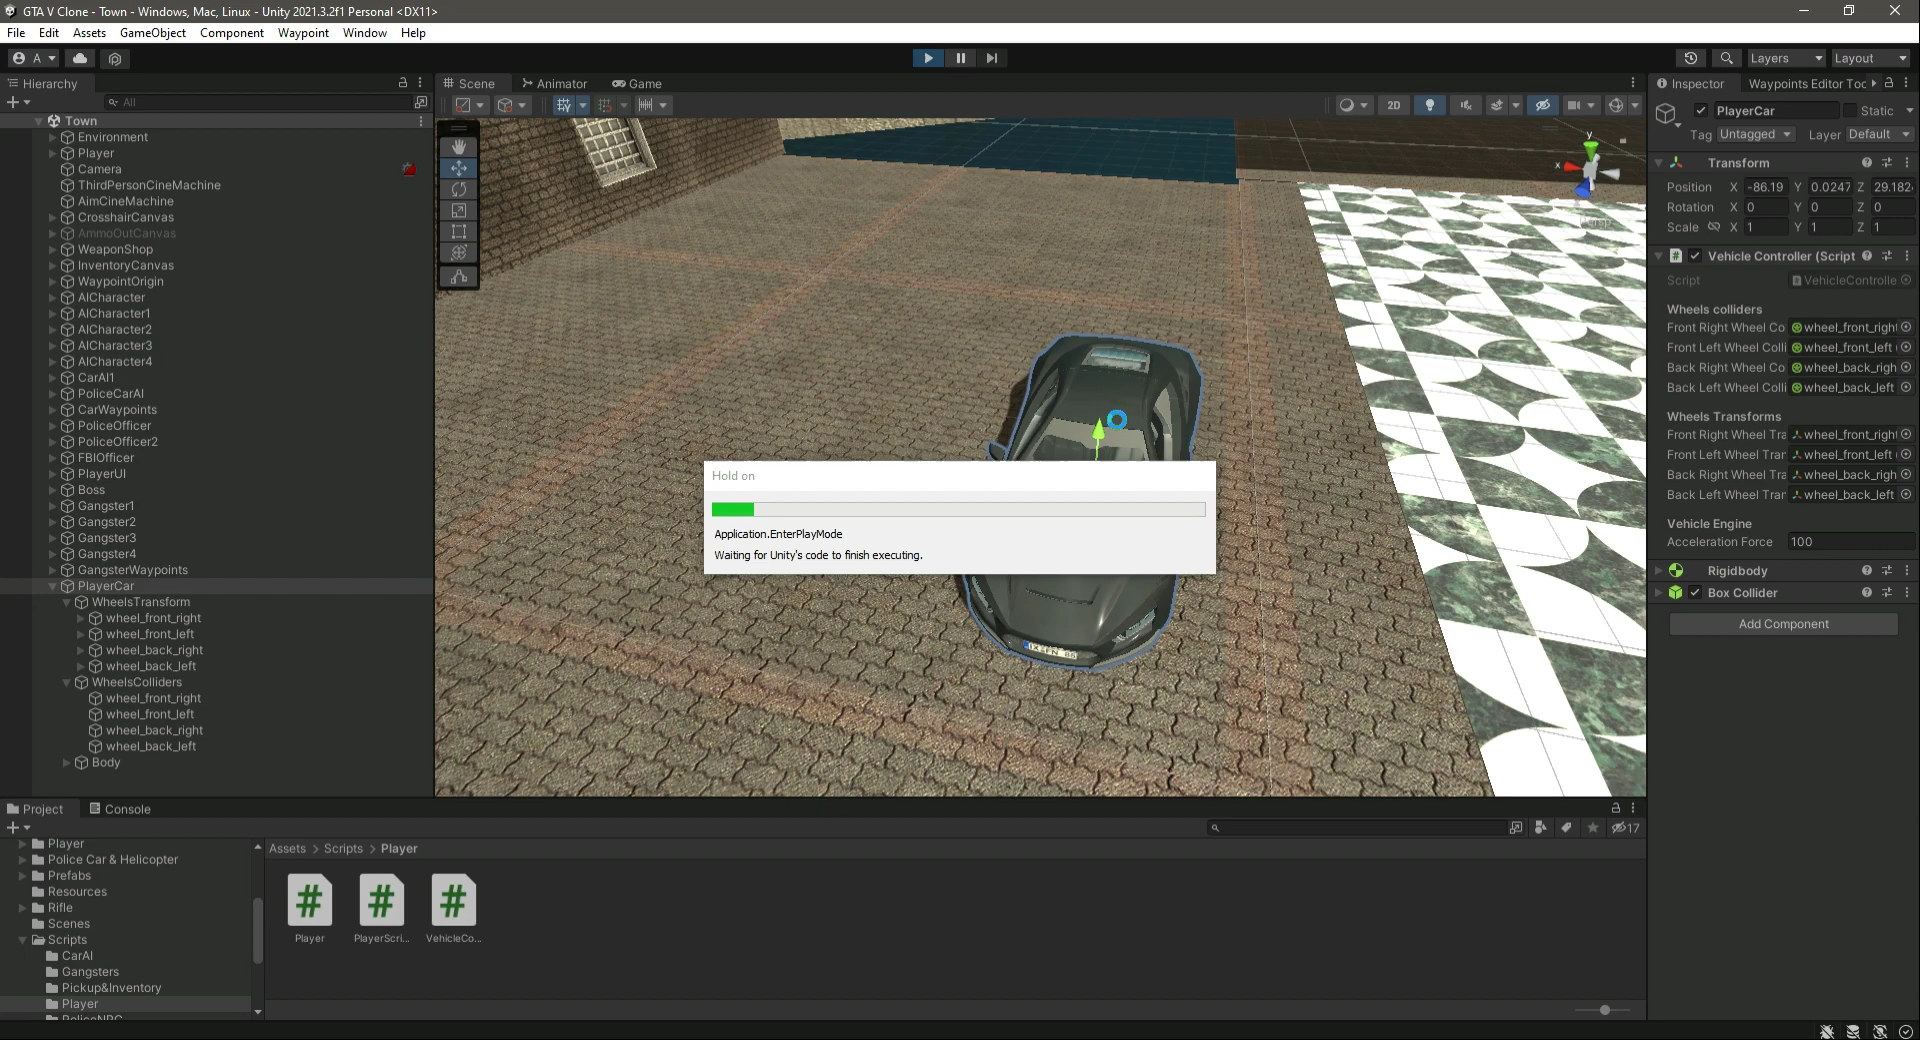 GTA V Clone - Town - Windows, Mac, Linux - Unity 2021.3.2f1 Personal <DX11>
File Edit Assets GameObject Component Waypoint Window Help
A
Layers
Layout
Hierarchy
All
Town
Environment
Player
Camera
ThirdPersonCineMachine
AimCineMachine
CrosshairCanvas
AmmoOutCanvas
WeaponShop
InventoryCanvas
WaypointOrigin
AICharacter
AICharacter1
AICharacter2
AICharacter3
AICharacter4
CarAI1
PoliceCarAI
CarWaypoints
PoliceOfficer
PoliceOfficer2
FBIOfficer
PlayerUI
Boss
Gangster1
Gangster2
Gangster3
Gangster4
GangsterWaypoints
PlayerCar
WheelsTransform
wheel_front_right
wheel_front_left
wheel_back_right
wheel_back_left
WheelsColliders
wheel_front_right
wheel_front_left
wheel_back_right
wheel_back_left
Body
Scene Animator Game
2D
y
x
Persp
Hold on
Application.EnterPlayMode
Waiting for Unity's code to finish executing.
Inspector Waypoints Editor Too
PlayerCar Static
Tag Untagged Layer Default
Transform
Position X -86.19 Y 0.0247 Z 29.182
Rotation X 0 Y 0 Z 0
Scale X 1 Y 1 Z 1
Vehicle Controller (Script
Script VehicleControlle
Wheels colliders
Front Right Wheel Co wheel_front_right
Front Left Wheel Colli wheel_front_left
Back Right Wheel Co wheel_back_righ
Back Left Wheel Colli wheel_back_left
Wheels Transforms
Front Right Wheel Tra wheel_front_right
Front Left Wheel Tran wheel_front_left
Back Right Wheel Tra wheel_back_righ
Back Left Wheel Tran wheel_back_left
Vehicle Engine
Acceleration Force 100
Rigidbody
Box Collider
Add Component
Project Console
17
Player
Police Car & Helicopter
Prefabs
Resources
Rifle
Scenes
Scripts
CarAI
Gangsters
Pickup&Inventory
Player
PoliceNPC
Assets > Scripts > Player
Player
PlayerScri...
VehicleCo...